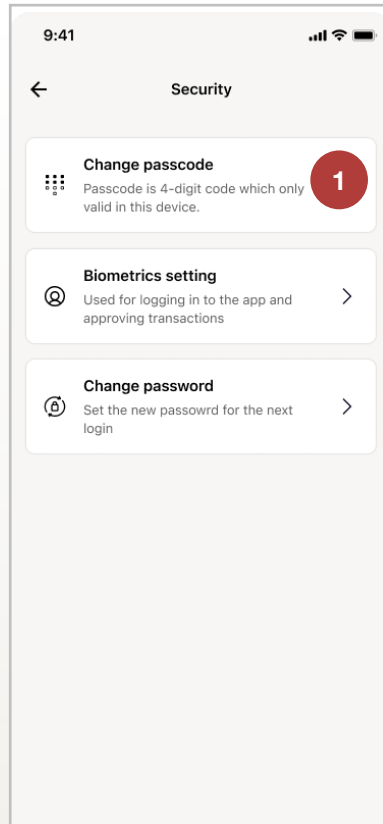 9:41
Security
Change passcode
Passcode is 4-digit code which only
valid in this device.
1
Biometrics setting
Used for logging in to the app and
approving transactions
Change password
Set the new passowrd for the next
login